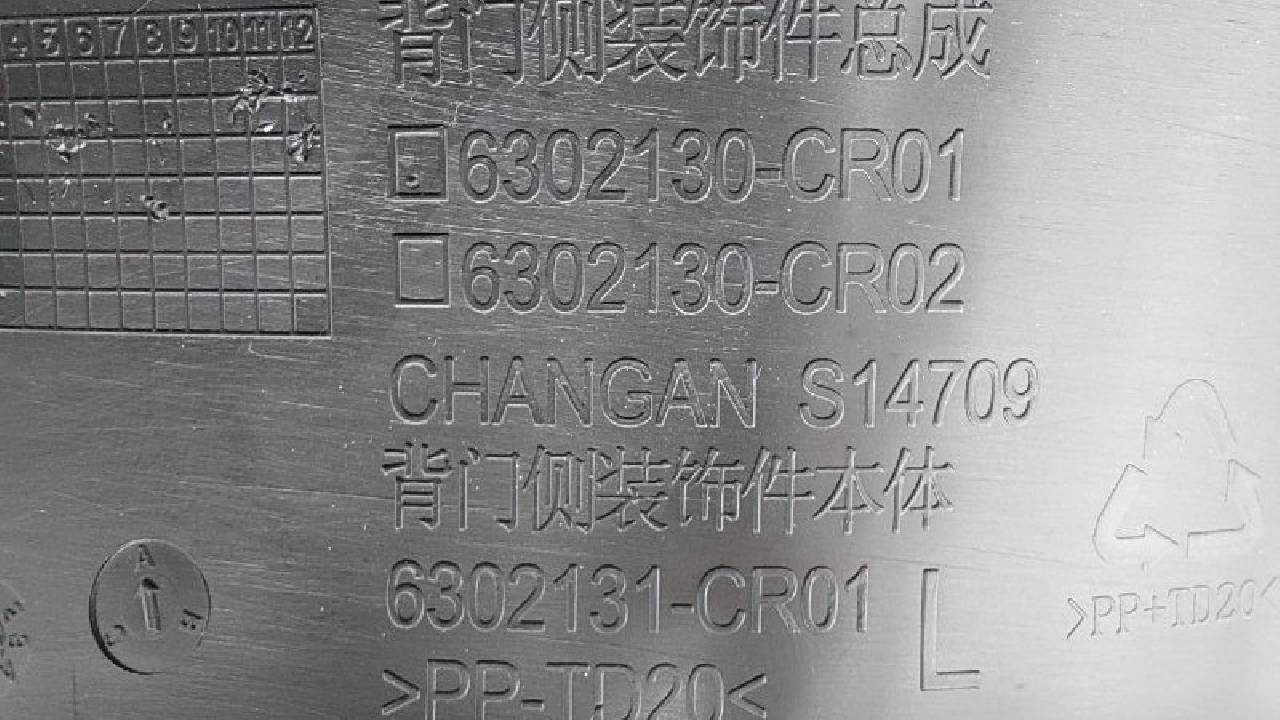 4 5 6 7 8 9 10 11 12
背门侧装饰件总成
6302130-CR01
6302130-CR02
CHANGAN S14709
背门侧装饰件本体
6302131-CR01 L
>PP-TD20<
>PP+TD20<
A